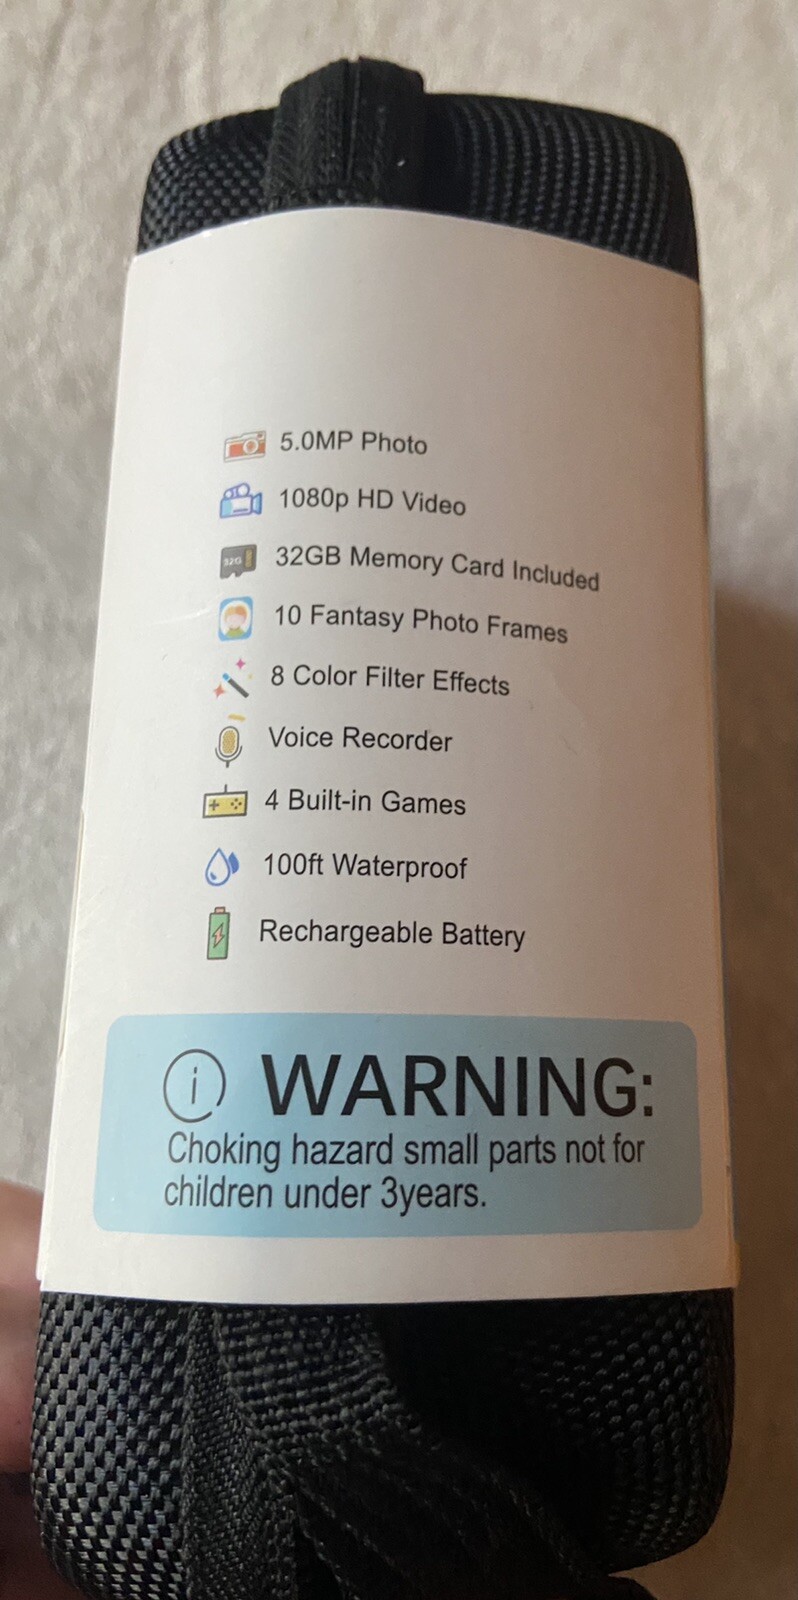 5.0MP Photo
1080p HD Video
32G
32GB Memory Card Included
10 Fantasy Photo Frames
8 Color Filter Effects
Voice Recorder
4 Built-in Games
100ft Waterproof
Rechargeable Battery
i WARNING:
Choking hazard small parts not for
children under 3years.